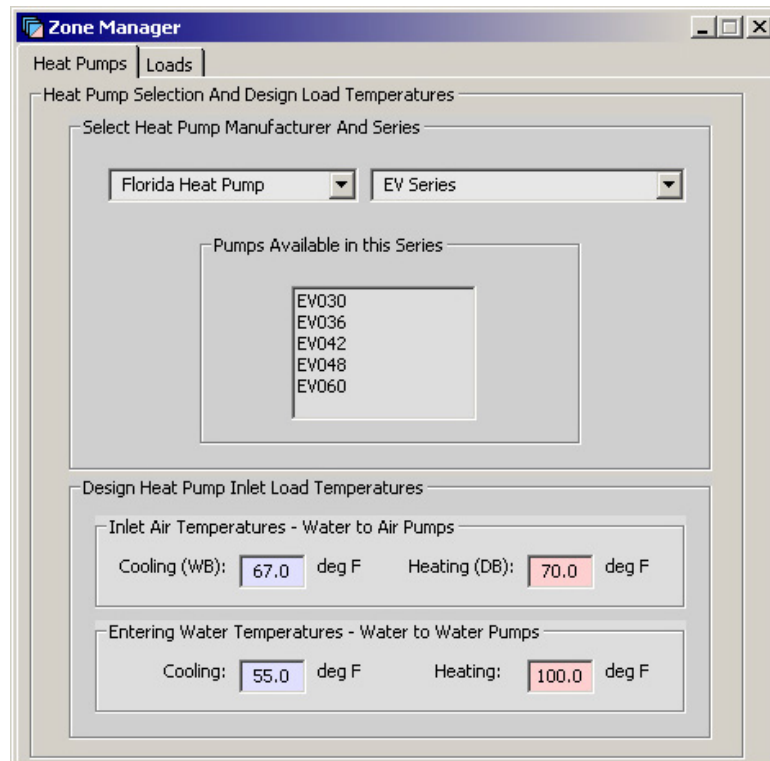 Zone Manager
Heat Pumps Loads
Heat Pump Selection And Design Load Temperatures
Select Heat Pump Manufacturer And Series
Florida Heat Pump EV Series
Pumps Available in this Series
EV030
EV036
EV042
EV048
EV060
Design Heat Pump Inlet Load Temperatures
Inlet Air Temperatures - Water to Air Pumps
Cooling (WB): 67.0 deg F Heating (DB): 70.0 deg F
Entering Water Temperatures - Water to Water Pumps
Cooling: 55.0 deg F Heating: 100.0 deg F